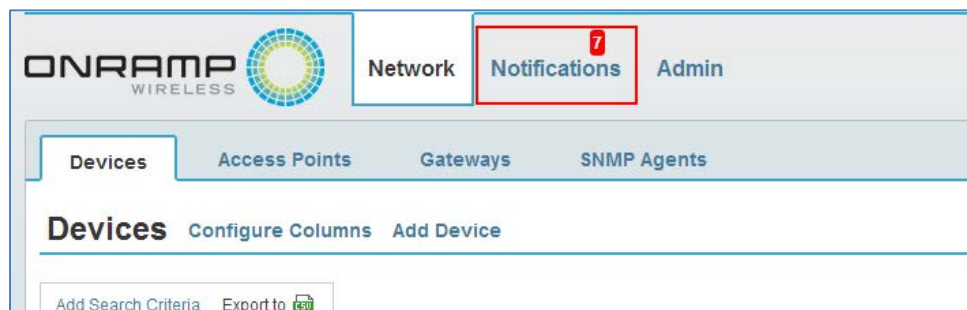 ONRAMP
WIRELESS
Network Notifications 7 Admin
Devices Access Points Gateways SNMP Agents
Devices Configure Columns Add Device
Add Search Criteria Export to CSV